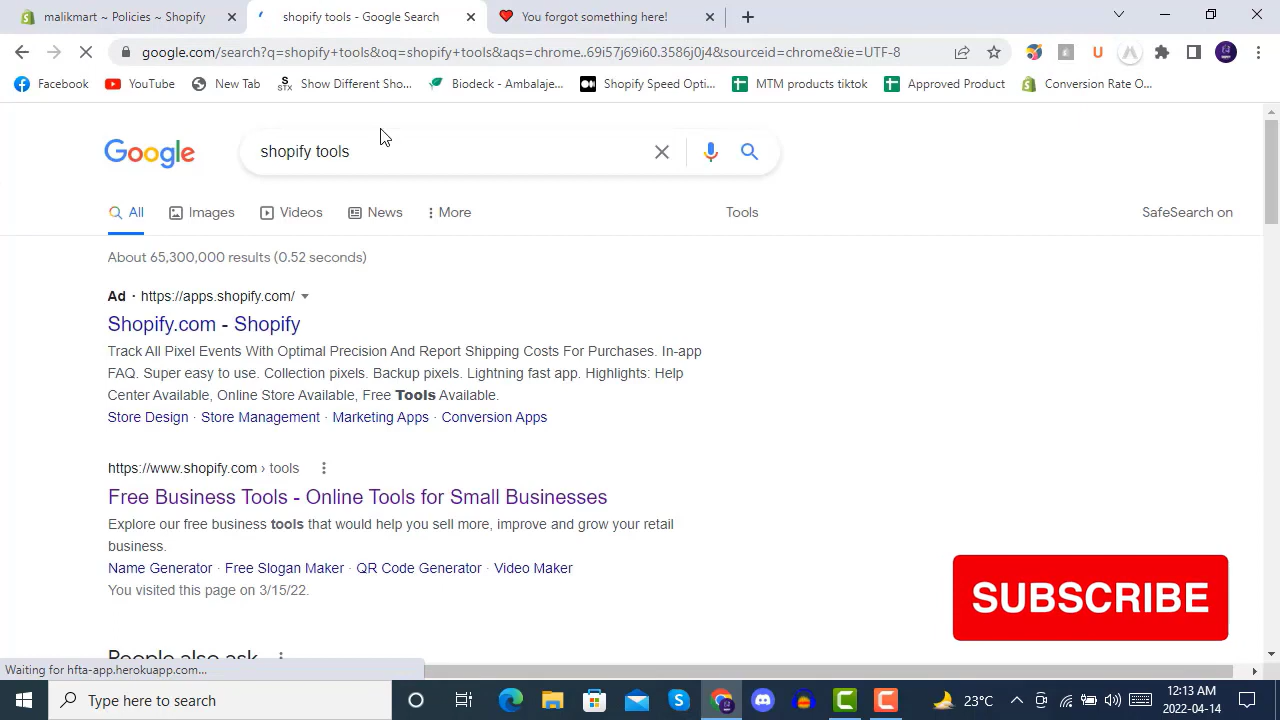 malikmart ~ Policies ~ Shopify
shopify tools - Google Search
You forgot something here!
google.com/search?q=shopify+tools&oq=shopify+tools&aqs=chrome..69i57j69i60.3586j0j4&sourceid=chrome&ie=UTF-8
Facebook
YouTube
New Tab
STX
Show Different Sho...
Biodeck - Ambalaje...
Shopify Speed Opti...
MTM products tiktok
Approved Product
Conversion Rate O...
Google
shopify tools
All
Images
Videos
News
More
Tools
SafeSearch on
About 65,300,000 results (0.52 seconds)
Ad · https://apps.shopify.com/
Shopify.com - Shopify
Track All Pixel Events With Optimal Precision And Report Shipping Costs For Purchases. In-app
FAQ. Super easy to use. Collection pixels. Backup pixels. Lightning fast app. Highlights: Help
Center Available, Online Store Available, Free Tools Available.
Store Design · Store Management · Marketing Apps · Conversion Apps
https://www.shopify.com › tools
Free Business Tools - Online Tools for Small Businesses
Explore our free business tools that would help you sell more, improve and grow your retail
business.
Name Generator · Free Slogan Maker · QR Code Generator · Video Maker
You visited this page on 3/15/22.
SUBSCRIBE
People also ask
Waiting for hfta-app.herokuapp.com...
Type here to search
23°C
12:13 AM
2022-04-14